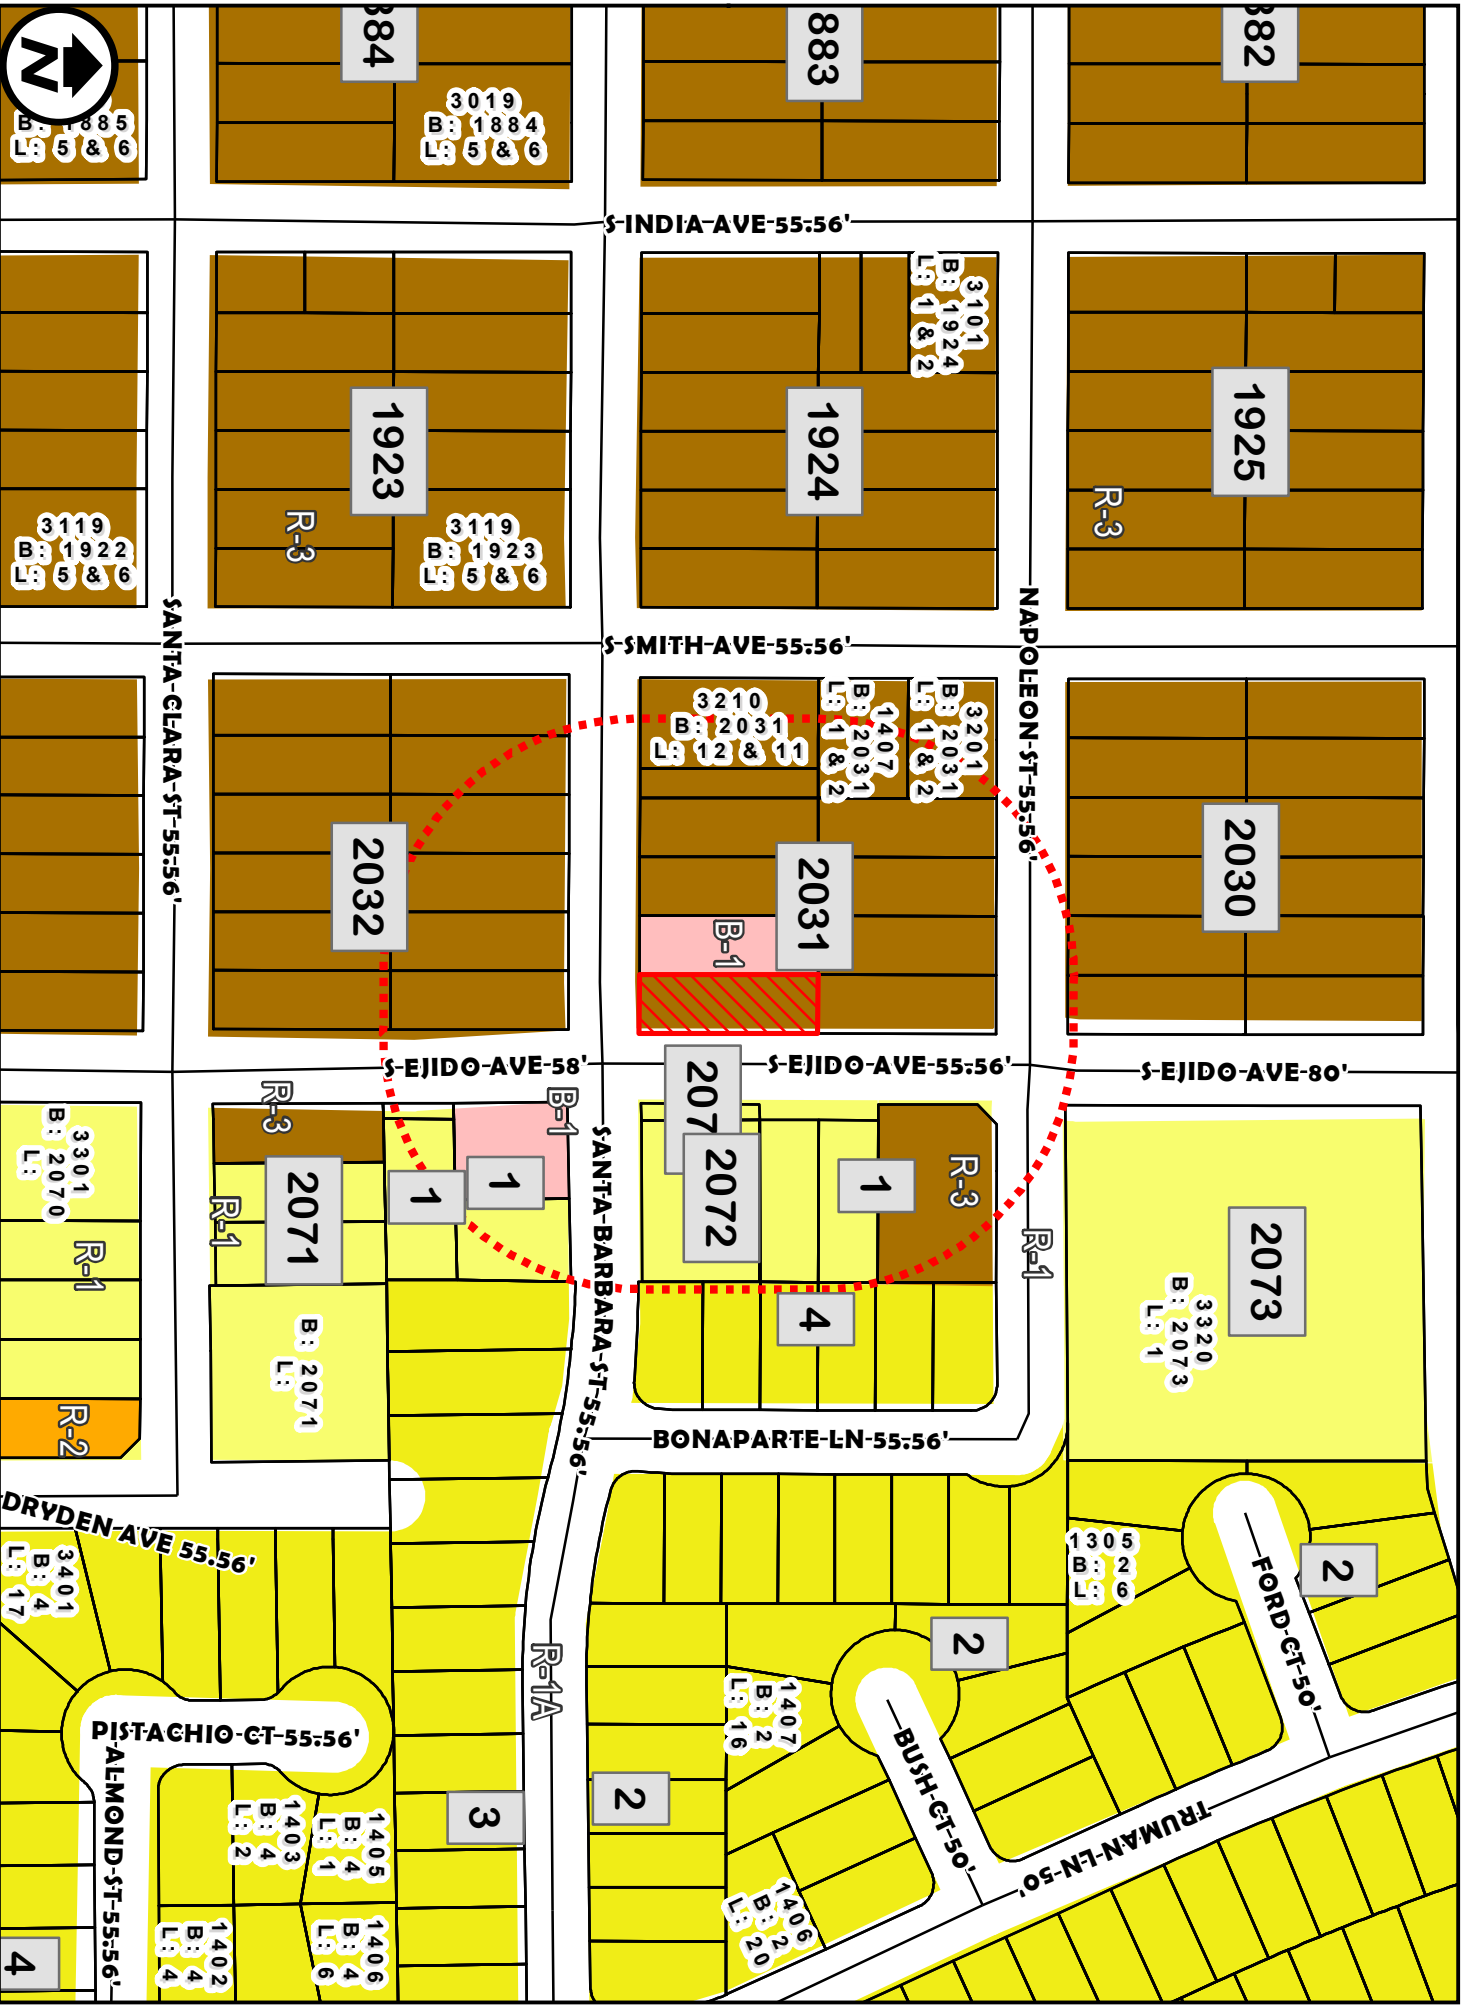 N
884
883
882
B: 1885
L: 5 & 6
3019
B: 1884
L: 5 & 6
S INDIA AVE 55.56'
3101
B: 1924
L: 1 & 2
1923
1924
1925
R-3
R-3
3119
B: 1922
L: 5 & 6
3119
B: 1923
L: 5 & 6
SANTA CLARA ST 55.56'
S SMITH AVE 55.56'
NAPOLEON ST 55.56'
3210
B: 2031
L: 12 & 11
1407
B: 2031
L: 1 & 2
3201
B: 2031
L: 1 & 2
2032
2031
2030
B-1
S EJIDO AVE 58'
S EJIDO AVE 55.56'
S EJIDO AVE 80'
R-3
B-1
3301
B: 2070
L:
R-1
R-1
2071
1
1
SANTA BARBARA ST 55.56'
207
2072
1
R-3
R-1
2073
3320
B: 2073
L: 1
4
B: 2071
L:
R-2
BONAPARTE LN 55.56'
DRYDEN AVE 55.56'
3401
B: 4
L: 17
1305
B: 2
L: 6
2
FORD CT 50'
2
R-1A
1407
B: 2
L: 16
BUSH CT 50'
TRUMAN LN 50'
PISTACHIO CT 55.56'
ALMOND ST 55.56'
1403
B: 4
L: 2
1405
B: 4
L: 1
3
2
1406
B: 2
L: 20
1402
B: 4
L: 4
1406
B: 4
L: 6
4